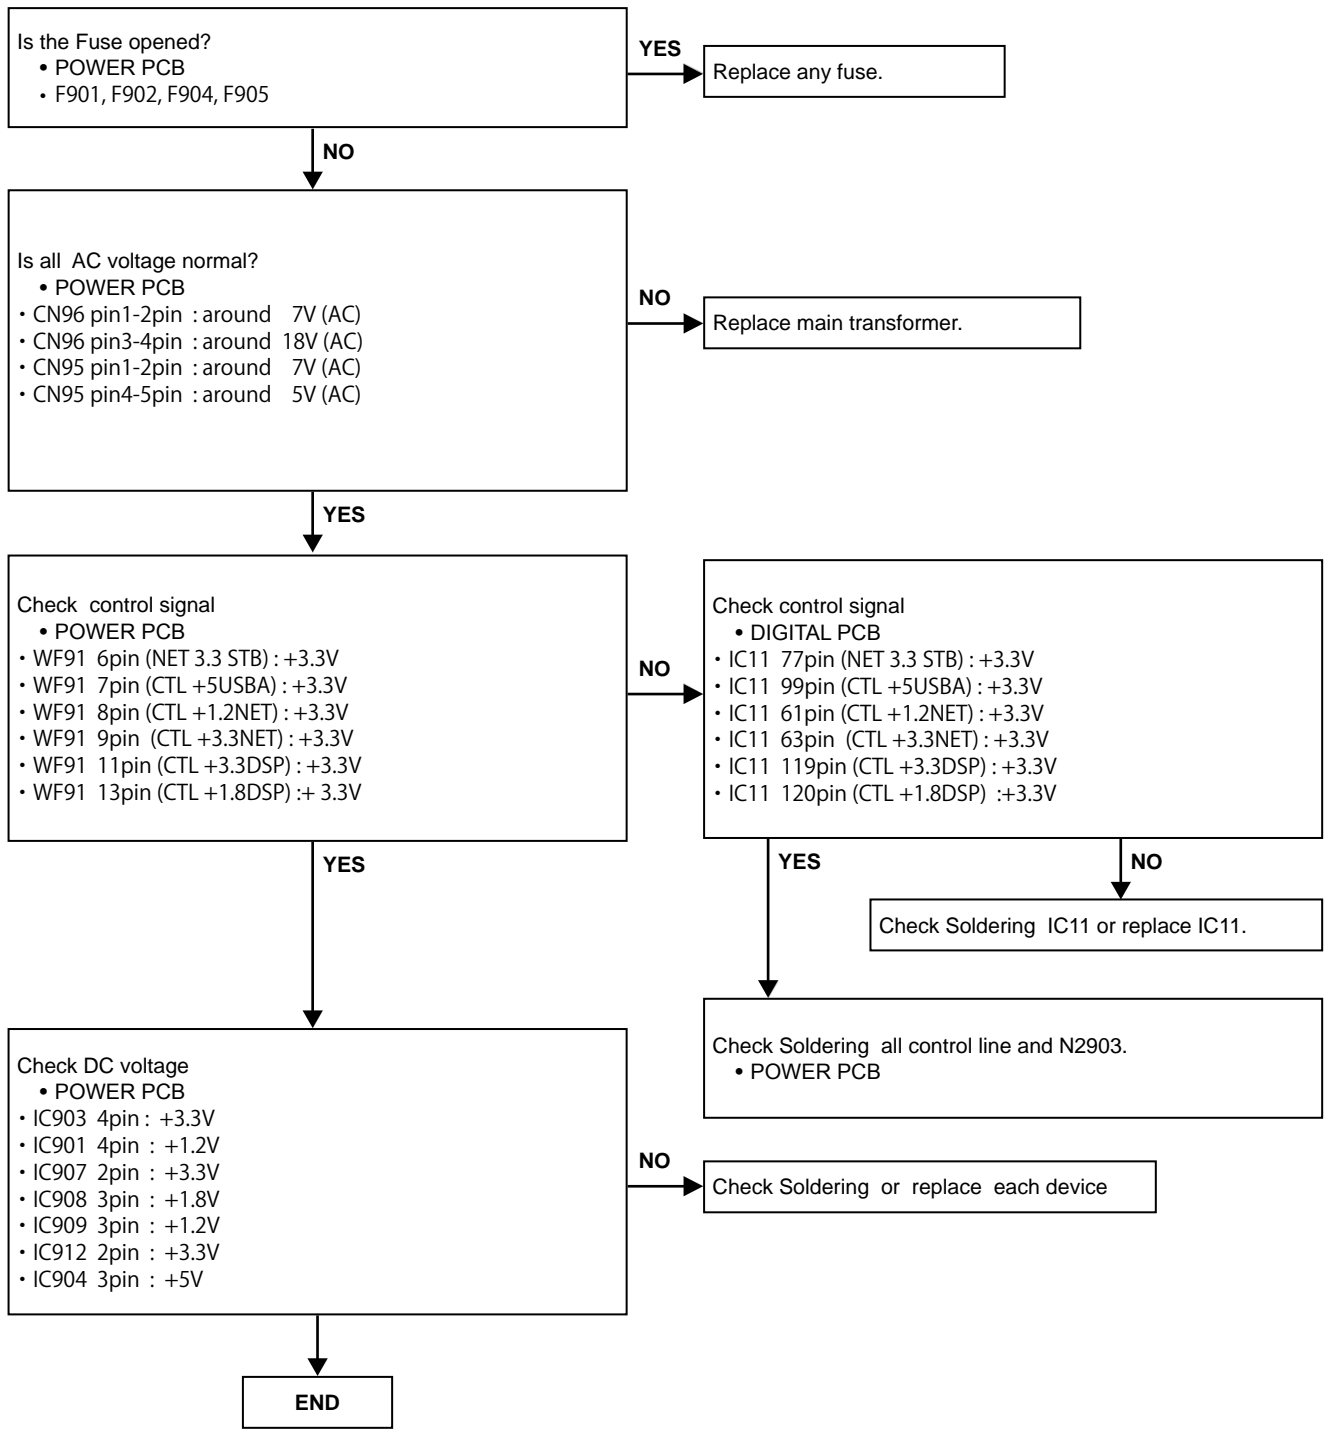 Is the Fuse opened?
• POWER PCB
• F901, F902, F904, F905
YES
Replace any fuse.
NO
Is all AC voltage normal?
• POWER PCB
・CN96 pin1-2pin : around 7V (AC)
・CN96 pin3-4pin : around 18V (AC)
・CN95 pin1-2pin : around 7V (AC)
・CN95 pin4-5pin : around 5V (AC)
NO
Replace main transformer.
YES
Check control signal
• POWER PCB
・WF91 6pin (NET 3.3 STB) : +3.3V
・WF91 7pin (CTL +5USBA) : +3.3V
・WF91 8pin (CTL +1.2NET) : +3.3V
・WF91 9pin (CTL +3.3NET) : +3.3V
・WF91 11pin (CTL +3.3DSP) : +3.3V
・WF91 13pin (CTL +1.8DSP) :+ 3.3V
NO
Check control signal
• DIGITAL PCB
・IC11 77pin (NET 3.3 STB) : +3.3V
・IC11 99pin (CTL +5USBA) : +3.3V
・IC11 61pin (CTL +1.2NET) : +3.3V
・IC11 63pin (CTL +3.3NET) : +3.3V
・IC11 119pin (CTL +3.3DSP) : +3.3V
・IC11 120pin (CTL +1.8DSP) :+3.3V
YES
YES
NO
Check Soldering IC11 or replace IC11.
Check Soldering all control line and N2903.
• POWER PCB
Check DC voltage
• POWER PCB
・IC903 4pin : +3.3V
・IC901 4pin : +1.2V
・IC907 2pin : +3.3V
・IC908 3pin : +1.8V
・IC909 3pin : +1.2V
・IC912 2pin : +3.3V
・IC904 3pin : +5V
NO
Check Soldering or replace each device
END